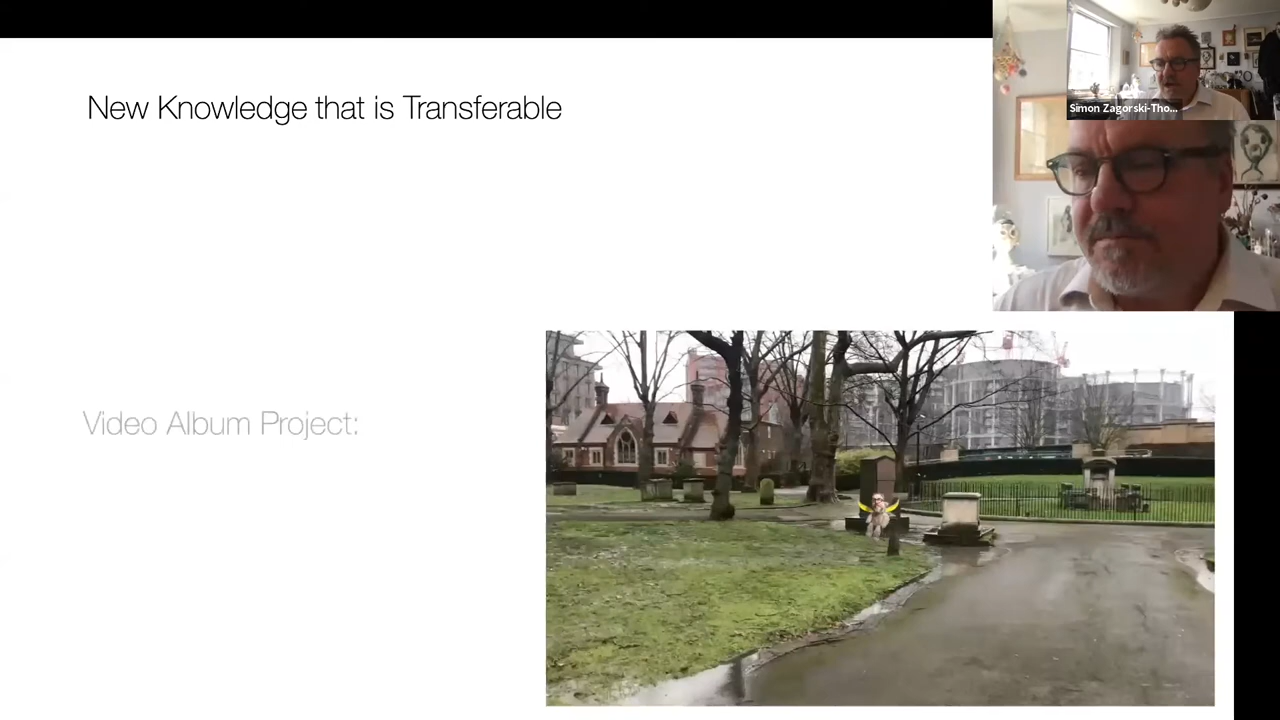 New Knowledge that is Transferable
Simon Zagorski-Tho...
Video Album Project: